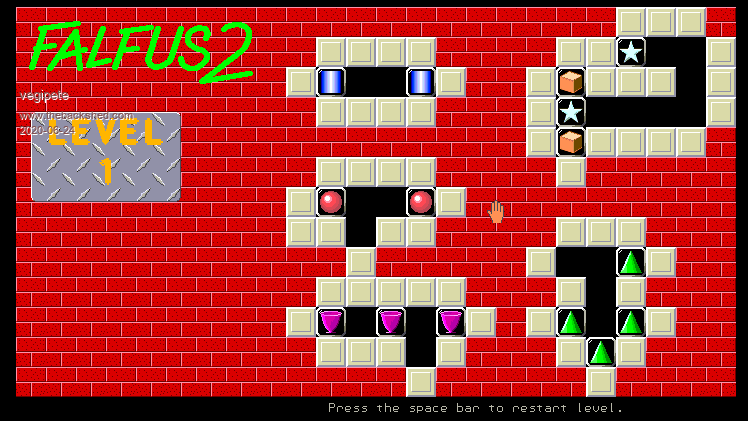 FALFUS2
vegipete
www.thebackshed.com
2020-08-24
LEVEL
1
Press the space bar to restart level.